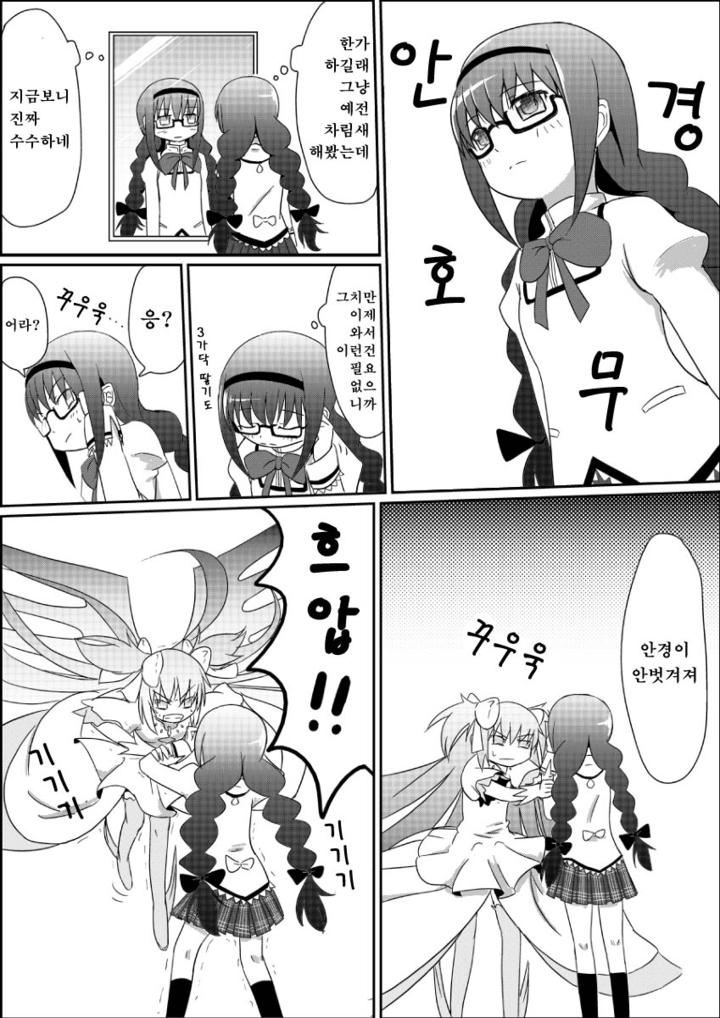 안경호무
한가
하길래
그냥
예전
차림새
해봤는데
지금보니
진짜
수수하네
그치만
이제
와서
이런건
필요
없으
니까
3가닥 땋기도
응?
꾸우욱...
어라?
안경이
안벗겨져
꾸우욱
흐압!!
기기기
기기기